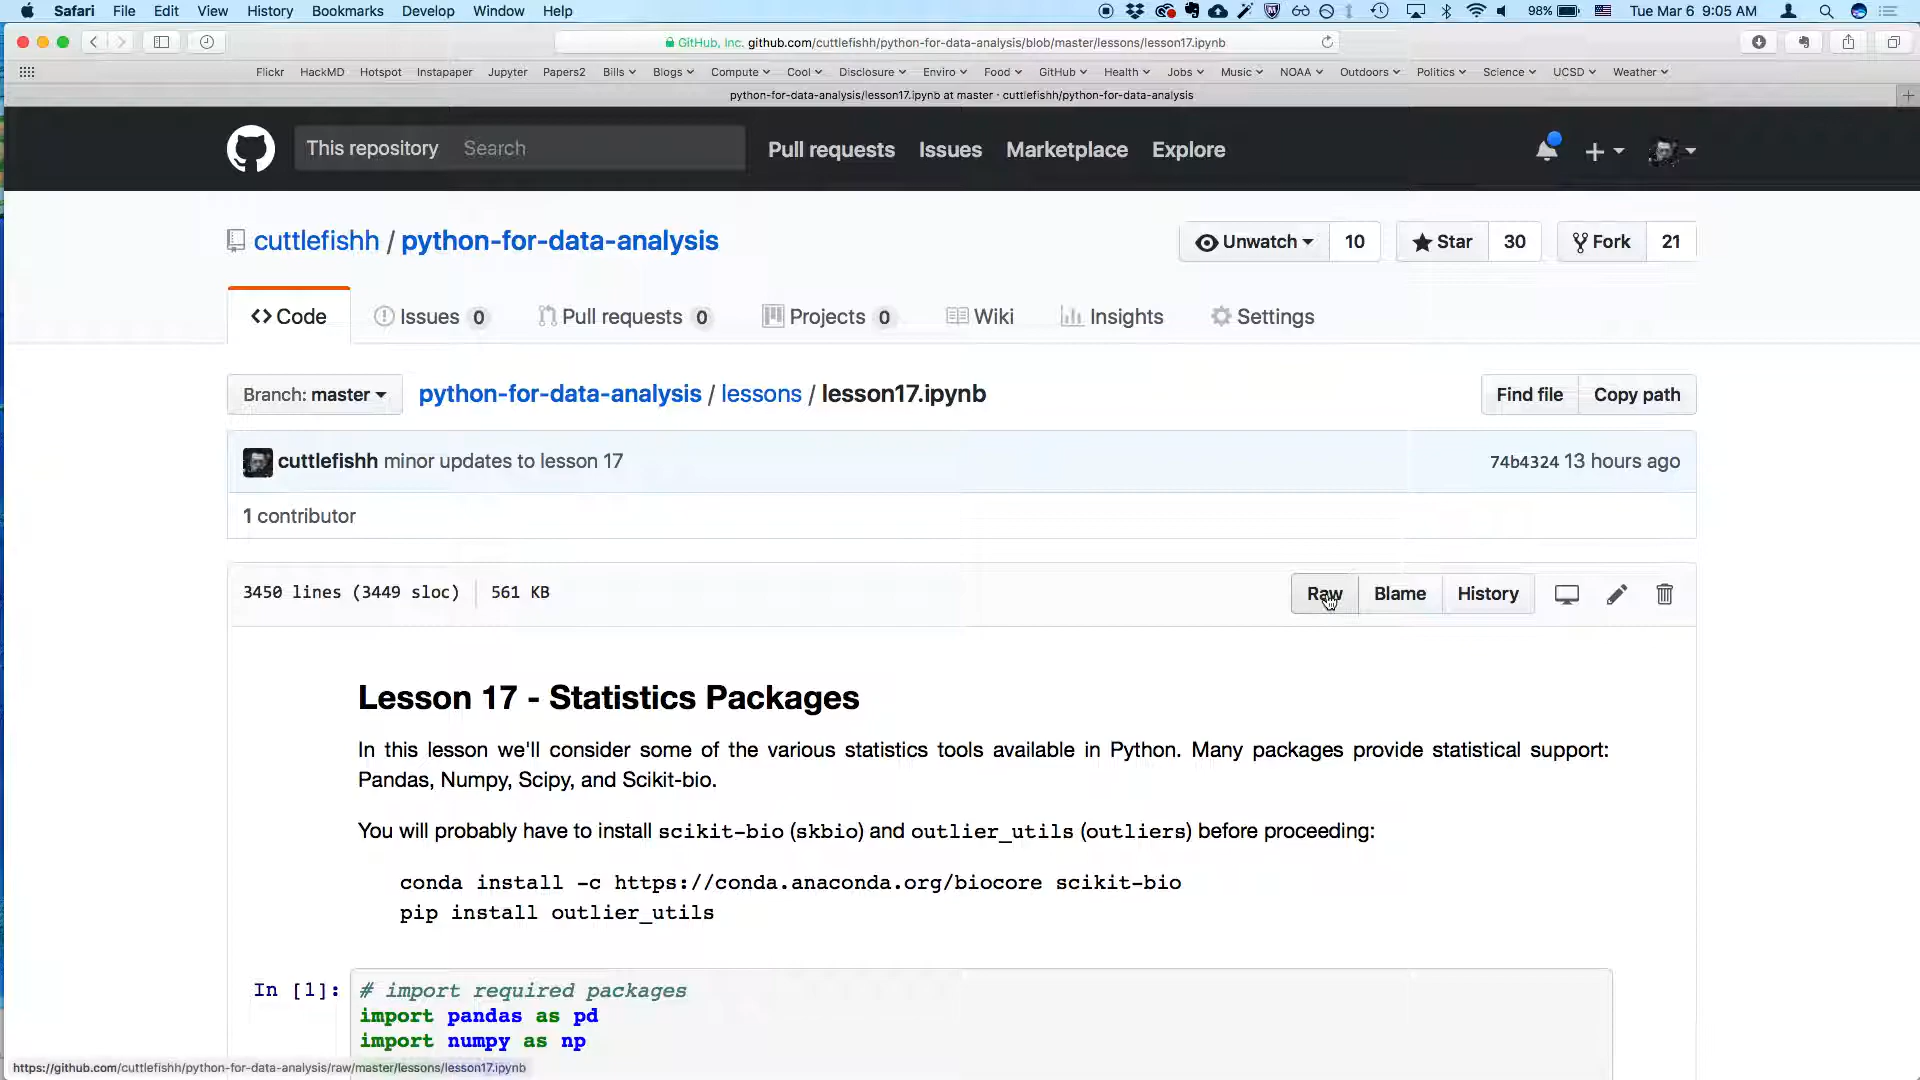 Safari File Edit View History Bookmarks Develop Window Help 98% Tue Mar 6 9:05 AM
GitHub, Inc. github.com/cuttlefishh/python-for-data-analysis/blob/master/lessons/lesson17.ipynb
Flickr HackMD Hotspot Instapaper Jupyter Papers2 Bills Blogs Compute Cool Disclosure Enviro Food GitHub Health Jobs Music NOAA Outdoors Politics Science UCSD Weather
python-for-data-analysis/lesson17.ipynb at master · cuttlefishh/python-for-data-analysis
This repository Search Pull requests Issues Marketplace Explore
cuttlefishh / python-for-data-analysis Unwatch 10 Star 30 Fork 21
Code Issues 0 Pull requests 0 Projects 0 Wiki Insights Settings
Branch: master python-for-data-analysis / lessons / lesson17.ipynb Find file Copy path
cuttlefishh minor updates to lesson 17 74b4324 13 hours ago
1 contributor
3450 lines (3449 sloc) 561 KB Raw Blame History
Lesson 17 - Statistics Packages
In this lesson we'll consider some of the various statistics tools available in Python. Many packages provide statistical support:
Pandas, Numpy, Scipy, and Scikit-bio.
You will probably have to install scikit-bio (skbio) and outlier_utils (outliers) before proceeding:
conda install -c https://conda.anaconda.org/biocore scikit-bio
pip install outlier_utils
In [1]: # import required packages
import pandas as pd
import numpy as np
https://github.com/cuttlefishh/python-for-data-analysis/raw/master/lessons/lesson17.ipynb